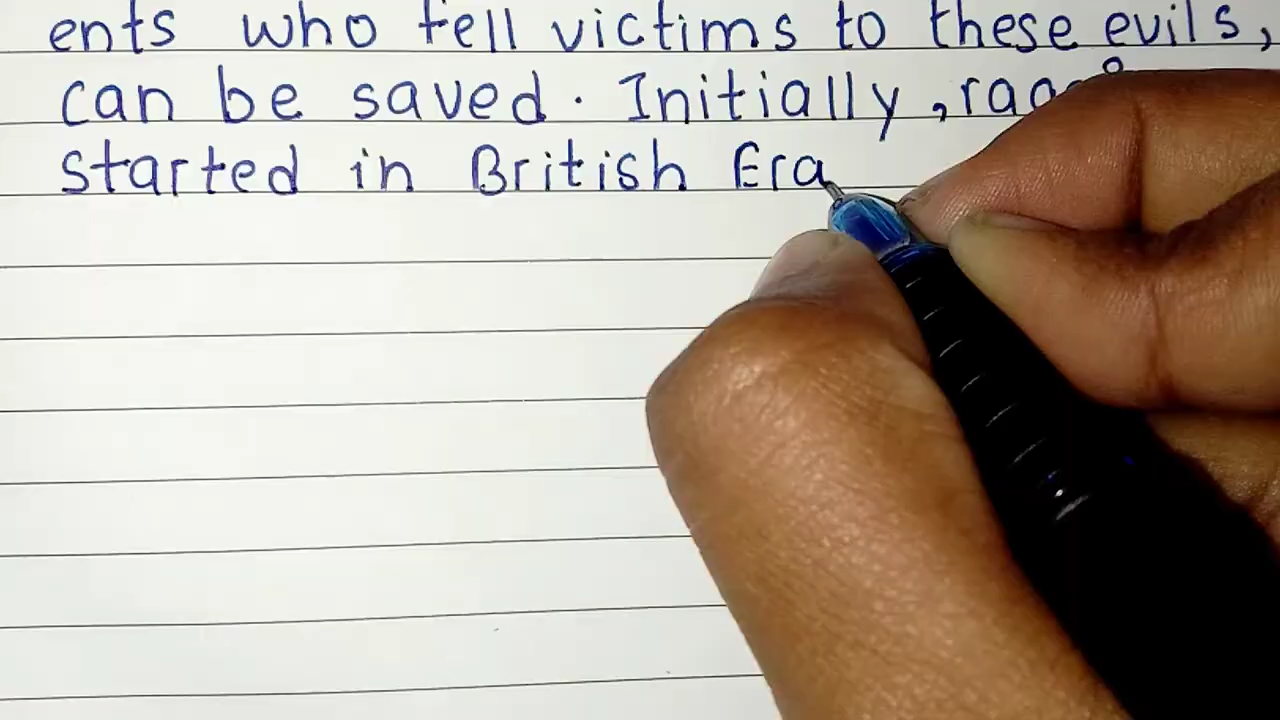 ents who fell victims to these evils,
can be saved. Initially,
started in British Era